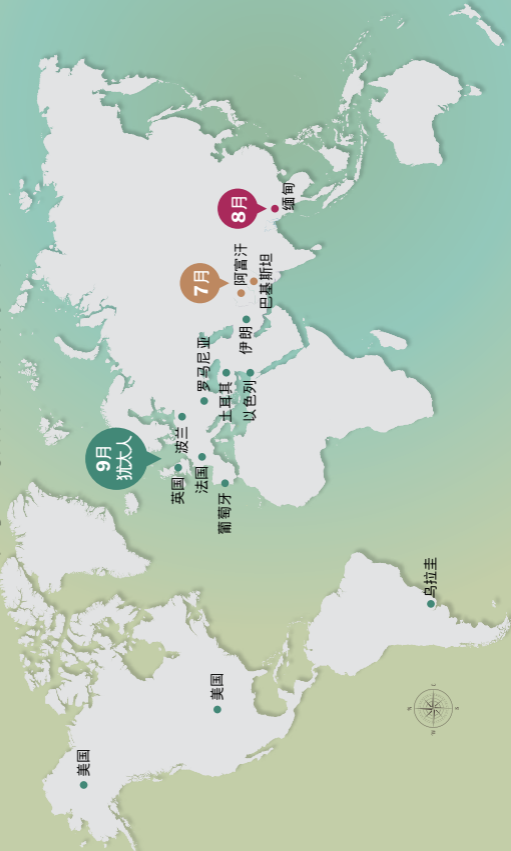 8月
缅甸
7月
阿富汗
巴基斯坦
伊朗
罗马尼亚
土耳其
以色列
9月
犹太人
波兰
英国
法国
葡萄牙
乌拉圭
美国
美国